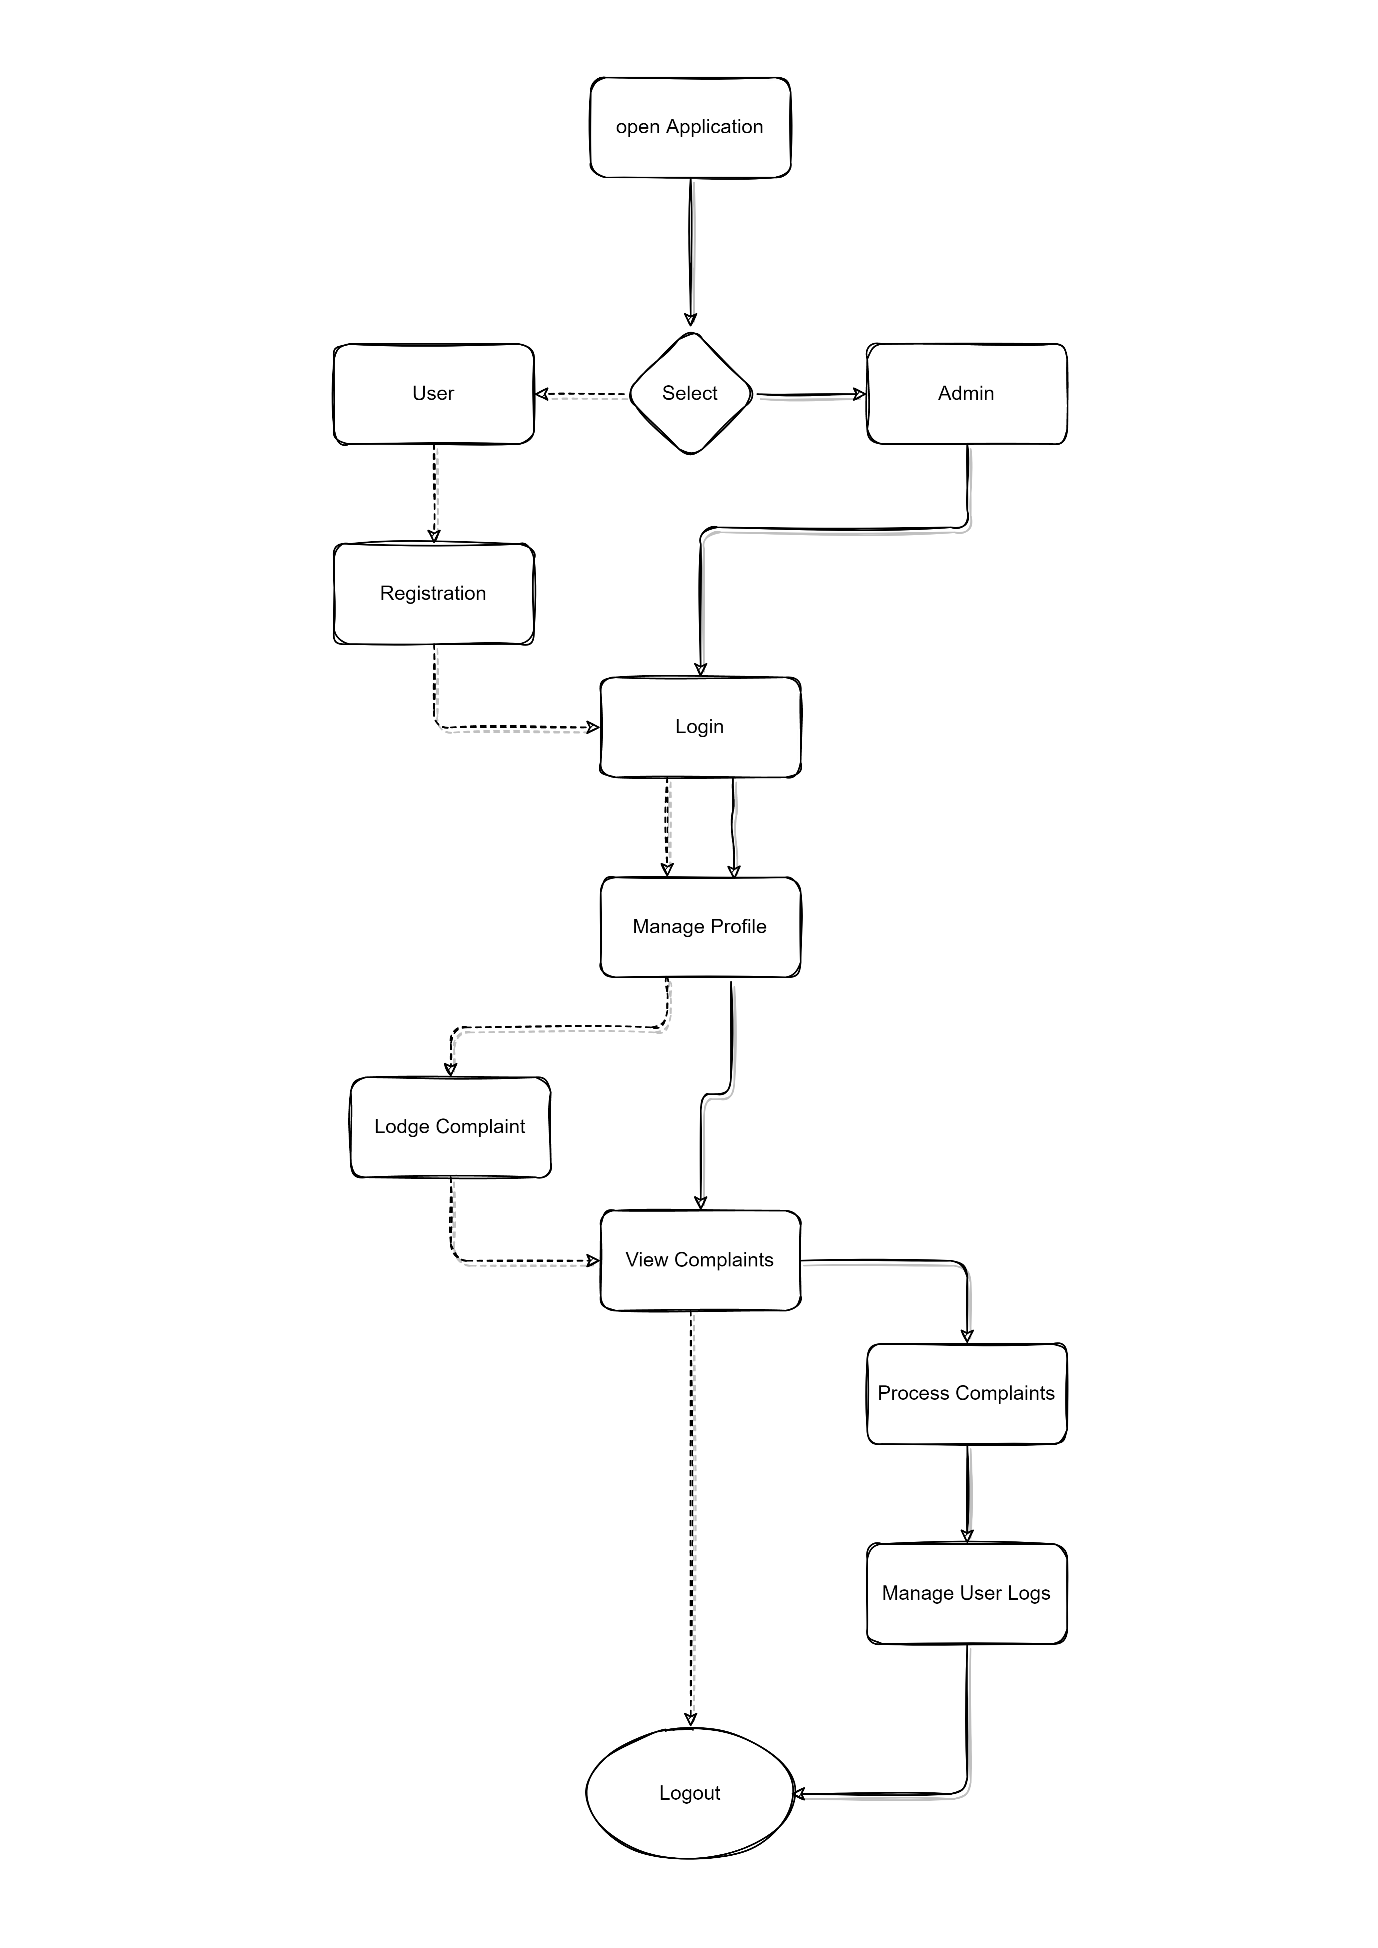 open Application
User
Select
Admin
Registration
Login
Manage Profile
Lodge Complaint
View Complaints
Process Complaints
Manage User Logs
Logout